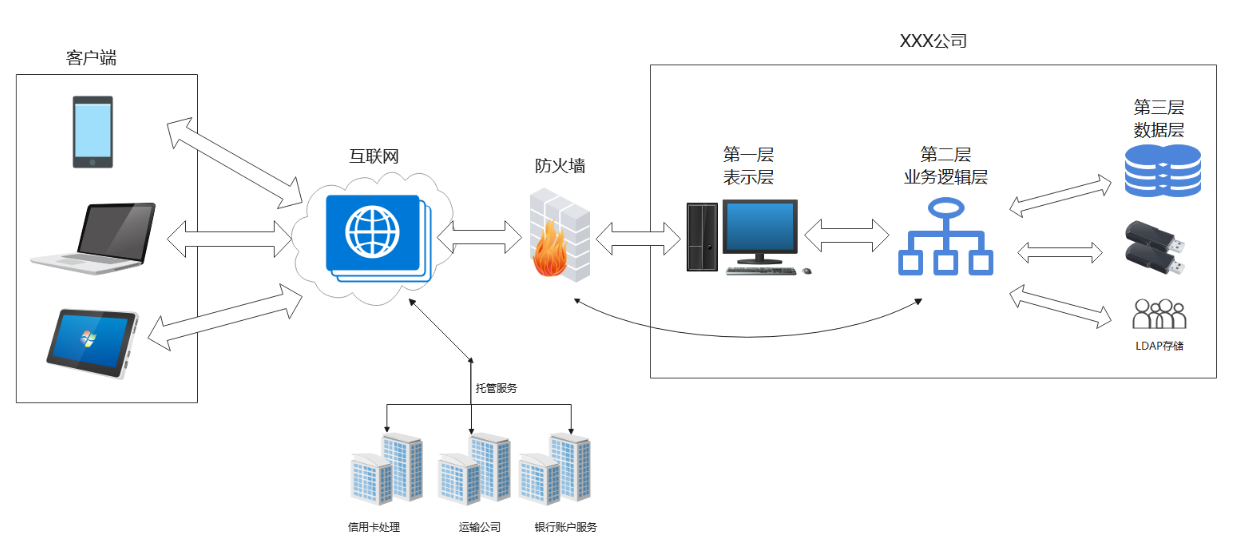 XXX公司
客户端
第三层
数据层
互联网
防火墙
第一层
表示层
第二层
业务逻辑层
LDAP存储
托管服务
信用卡处理
运输公司
银行账户服务